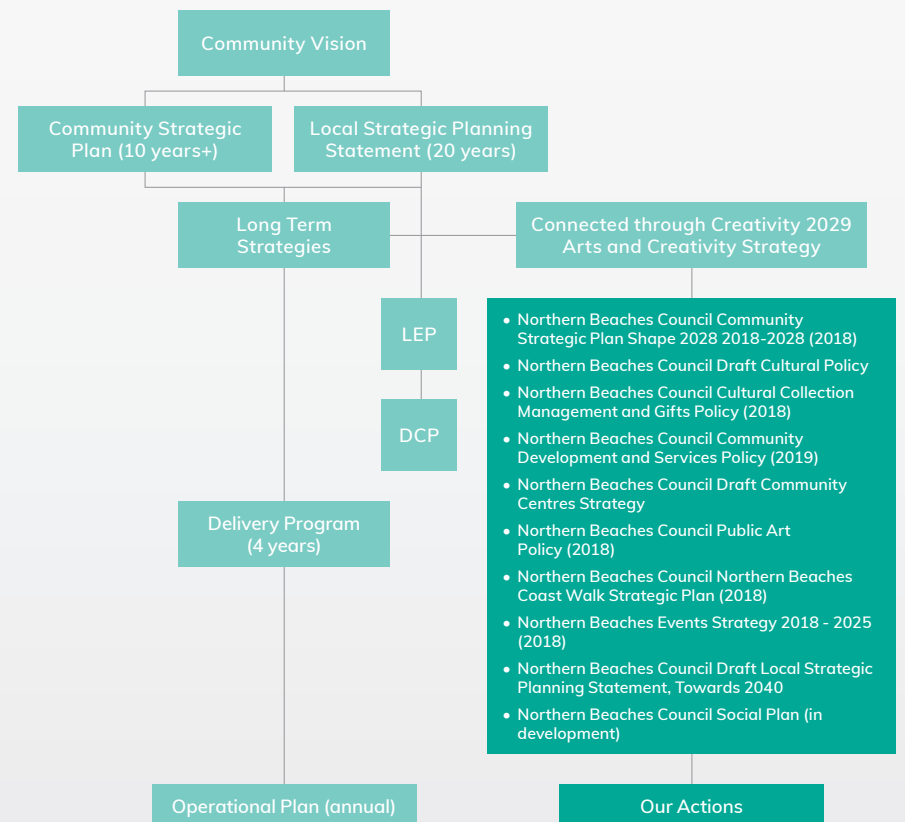 Community Vision
Community Strategic
Plan (10 years+)
Local Strategic Planning
Statement (20 years)
Long Term
Strategies
Connected through Creativity 2029
Arts and Creativity Strategy
LEP
DCP
• Northern Beaches Council Community
Strategic Plan Shape 2028 2018-2028 (2018)
• Northern Beaches Council Draft Cultural Policy
• Northern Beaches Council Cultural Collection
Management and Gifts Policy (2018)
• Northern Beaches Council Community
Development and Services Policy (2019)
• Northern Beaches Council Draft Community
Centres Strategy
• Northern Beaches Council Public Art
Policy (2018)
• Northern Beaches Council Northern Beaches
Coast Walk Strategic Plan (2018)
• Northern Beaches Events Strategy 2018 - 2025
(2018)
• Northern Beaches Council Draft Local Strategic
Planning Statement, Towards 2040
• Northern Beaches Council Social Plan (in
development)
Delivery Program
(4 years)
Operational Plan (annual)
Our Actions